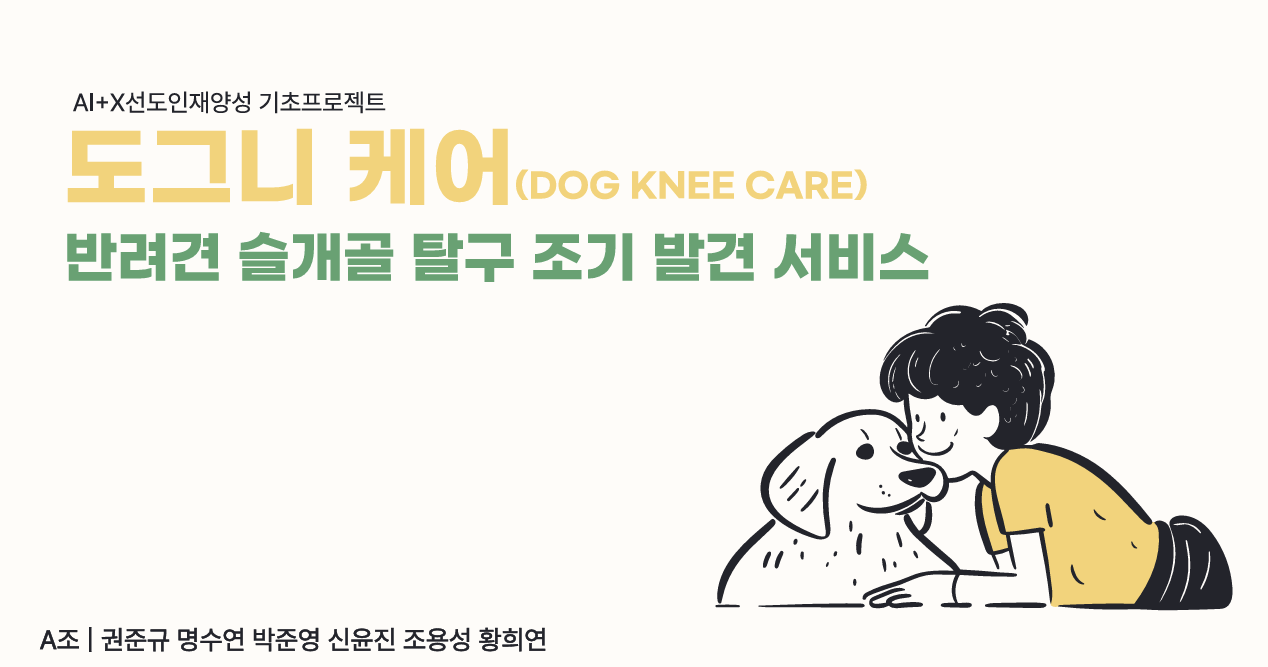 AI+X선도인재양성 기초프로젝트
도그니 케어(DOG KNEE CARE)
반려견 슬개골 탈구 조기 발견 서비스
A조 | 권준규 명수연 박준영 신윤진 조용성 황희연